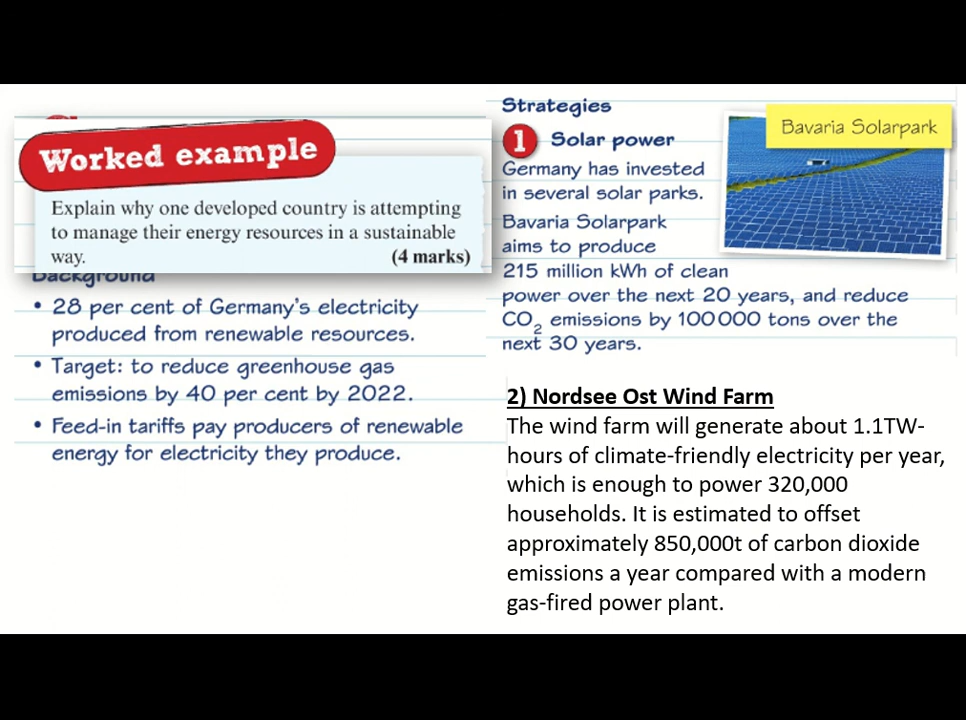 Worked example
Explain why one developed country is attempting
to manage their energy resources in a sustainable
way. (4 marks)
Background
• 28 per cent of Germany's electricity
produced from renewable resources.
• Target: to reduce greenhouse gas
emissions by 40 per cent by 2022.
• Feed-in tariffs pay producers of renewable
energy for electricity they produce.
Strategies
1 Solar power
Germany has invested
in several solar parks.
Bavaria Solarpark
aims to produce
215 million kWh of clean
power over the next 20 years, and reduce
CO2 emissions by 100000 tons over the
next 30 years.
Bavaria Solarpark
2) Nordsee Ost Wind Farm
The wind farm will generate about 1.1TW-
hours of climate-friendly electricity per year,
which is enough to power 320,000
households. It is estimated to offset
approximately 850,000t of carbon dioxide
emissions a year compared with a modern
gas-fired power plant.